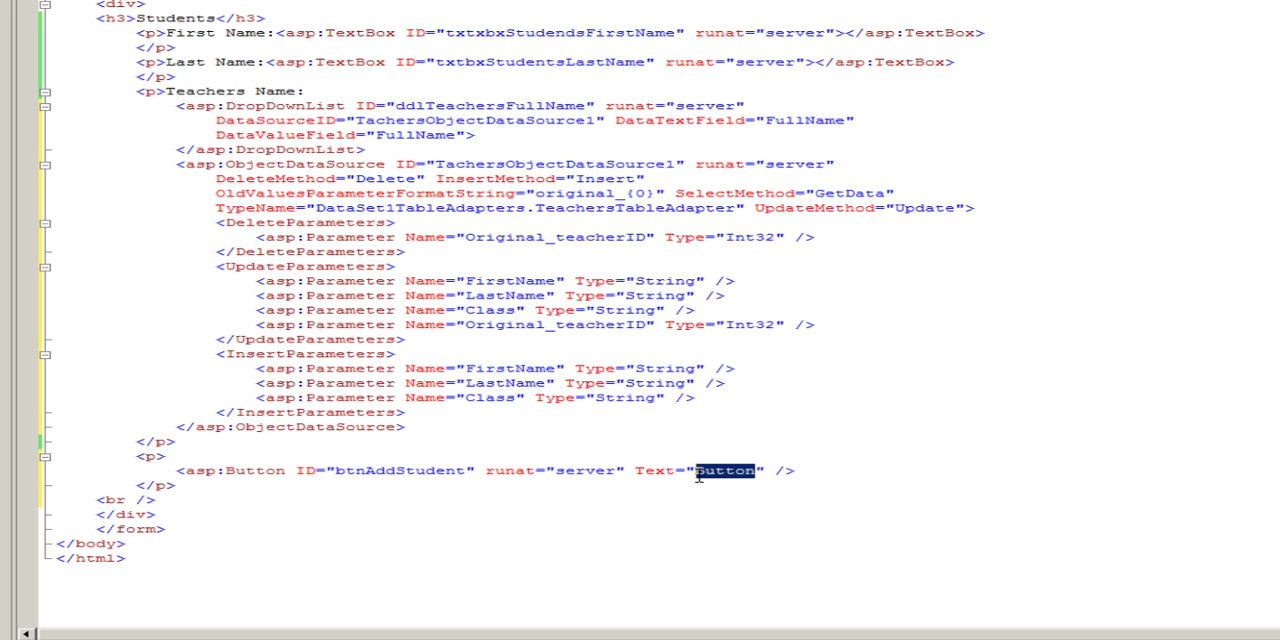 <div>
<h3>Students</h3>
<p>First Name:<asp:TextBox ID="txtxbxStudendsFirstName" runat="server"></asp:TextBox>
</p>
<p>Last Name:<asp:TextBox ID="txtbxStudentsLastName" runat="server"></asp:TextBox>
</p>
<p>Teachers Name:
<asp:DropDownList ID="ddlTeachersFullName" runat="server"
DataSourceID="TachersObjectDataSource1" DataTextField="FullName"
DataValueField="FullName">
</asp:DropDownList>
<asp:ObjectDataSource ID="TachersObjectDataSource1" runat="server"
DeleteMethod="Delete" InsertMethod="Insert"
OldValuesParameterFormatString="original_{0}" SelectMethod="GetData"
TypeName="DataSet1TableAdapters.TeachersTableAdapter" UpdateMethod="Update">
<DeleteParameters>
<asp:Parameter Name="Original_teacherID" Type="Int32" />
</DeleteParameters>
<UpdateParameters>
<asp:Parameter Name="FirstName" Type="String" />
<asp:Parameter Name="LastName" Type="String" />
<asp:Parameter Name="Class" Type="String" />
<asp:Parameter Name="Original_teacherID" Type="Int32" />
</UpdateParameters>
<InsertParameters>
<asp:Parameter Name="FirstName" Type="String" />
<asp:Parameter Name="LastName" Type="String" />
<asp:Parameter Name="Class" Type="String" />
</InsertParameters>
</asp:ObjectDataSource>
</p>
<p>
<asp:Button ID="btnAddStudent" runat="server" Text="Button" />
</p>
<br />
</div>
</form>
</body>
</html>